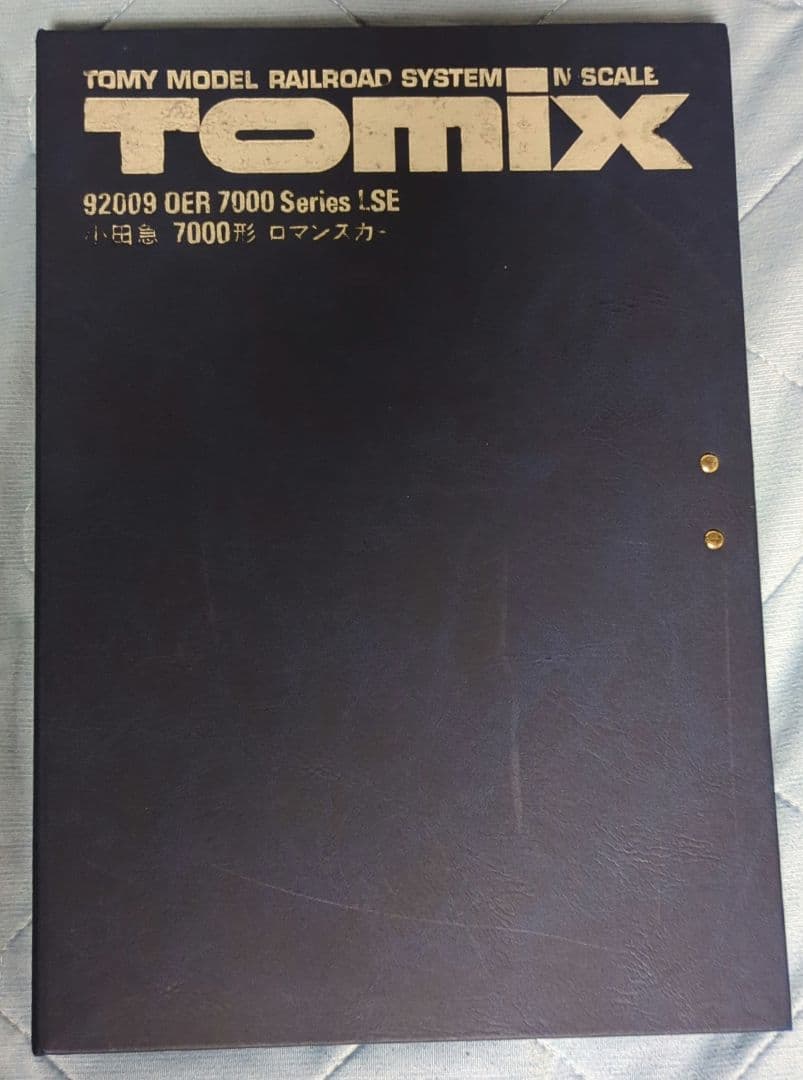 TOMY MODEL RAILROAD SYSTEM N SCALE
TOMIX
92009 OER 7000 Series LSE
小田急 7000形 ロマンスカー